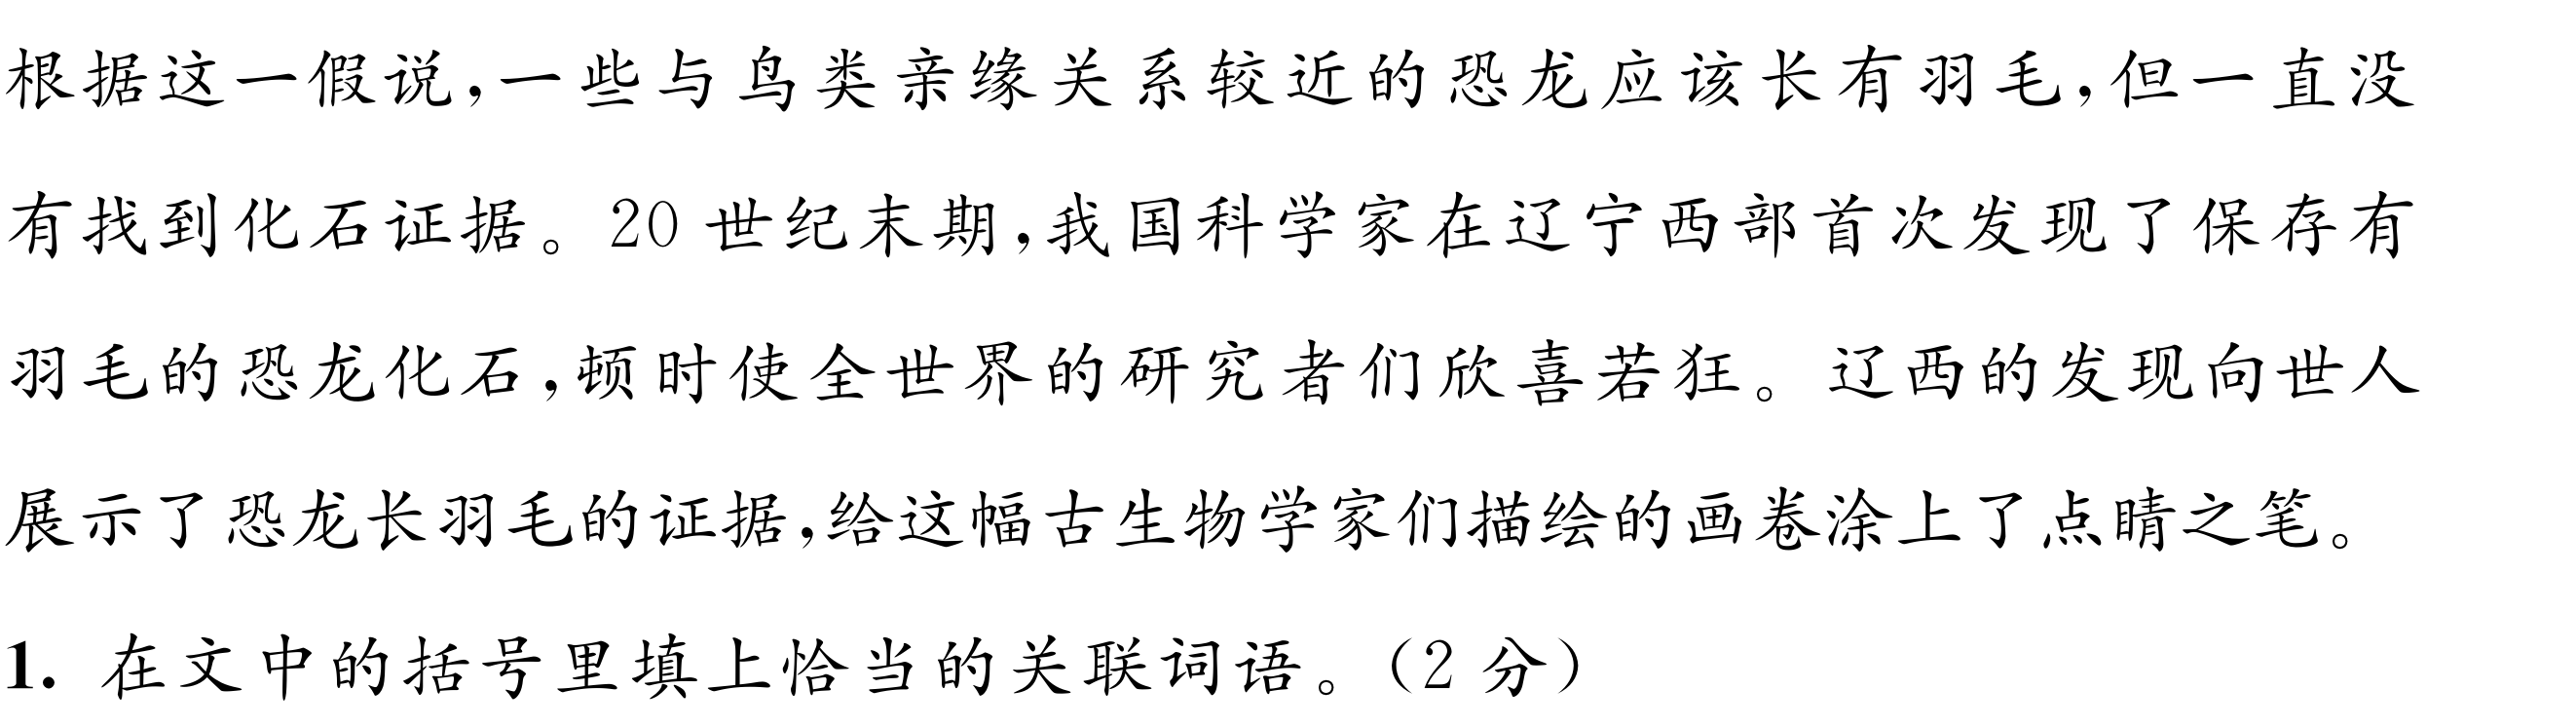 根据这一假说,一些与鸟类亲缘关系较近的恐龙应该长有羽毛,但一直没
有找到化石证据。20 世纪末期,我国科学家在辽宁西部首次发现了保存有
羽毛的恐龙化石,顿时使全世界的研究者们欣喜若狂。辽西的发现向世人
展示了恐龙长羽毛的证据,给这幅古生物学家们描绘的画卷涂上了点睛之笔。
1. 在文中的括号里填上恰当的关联词语。(2 分)